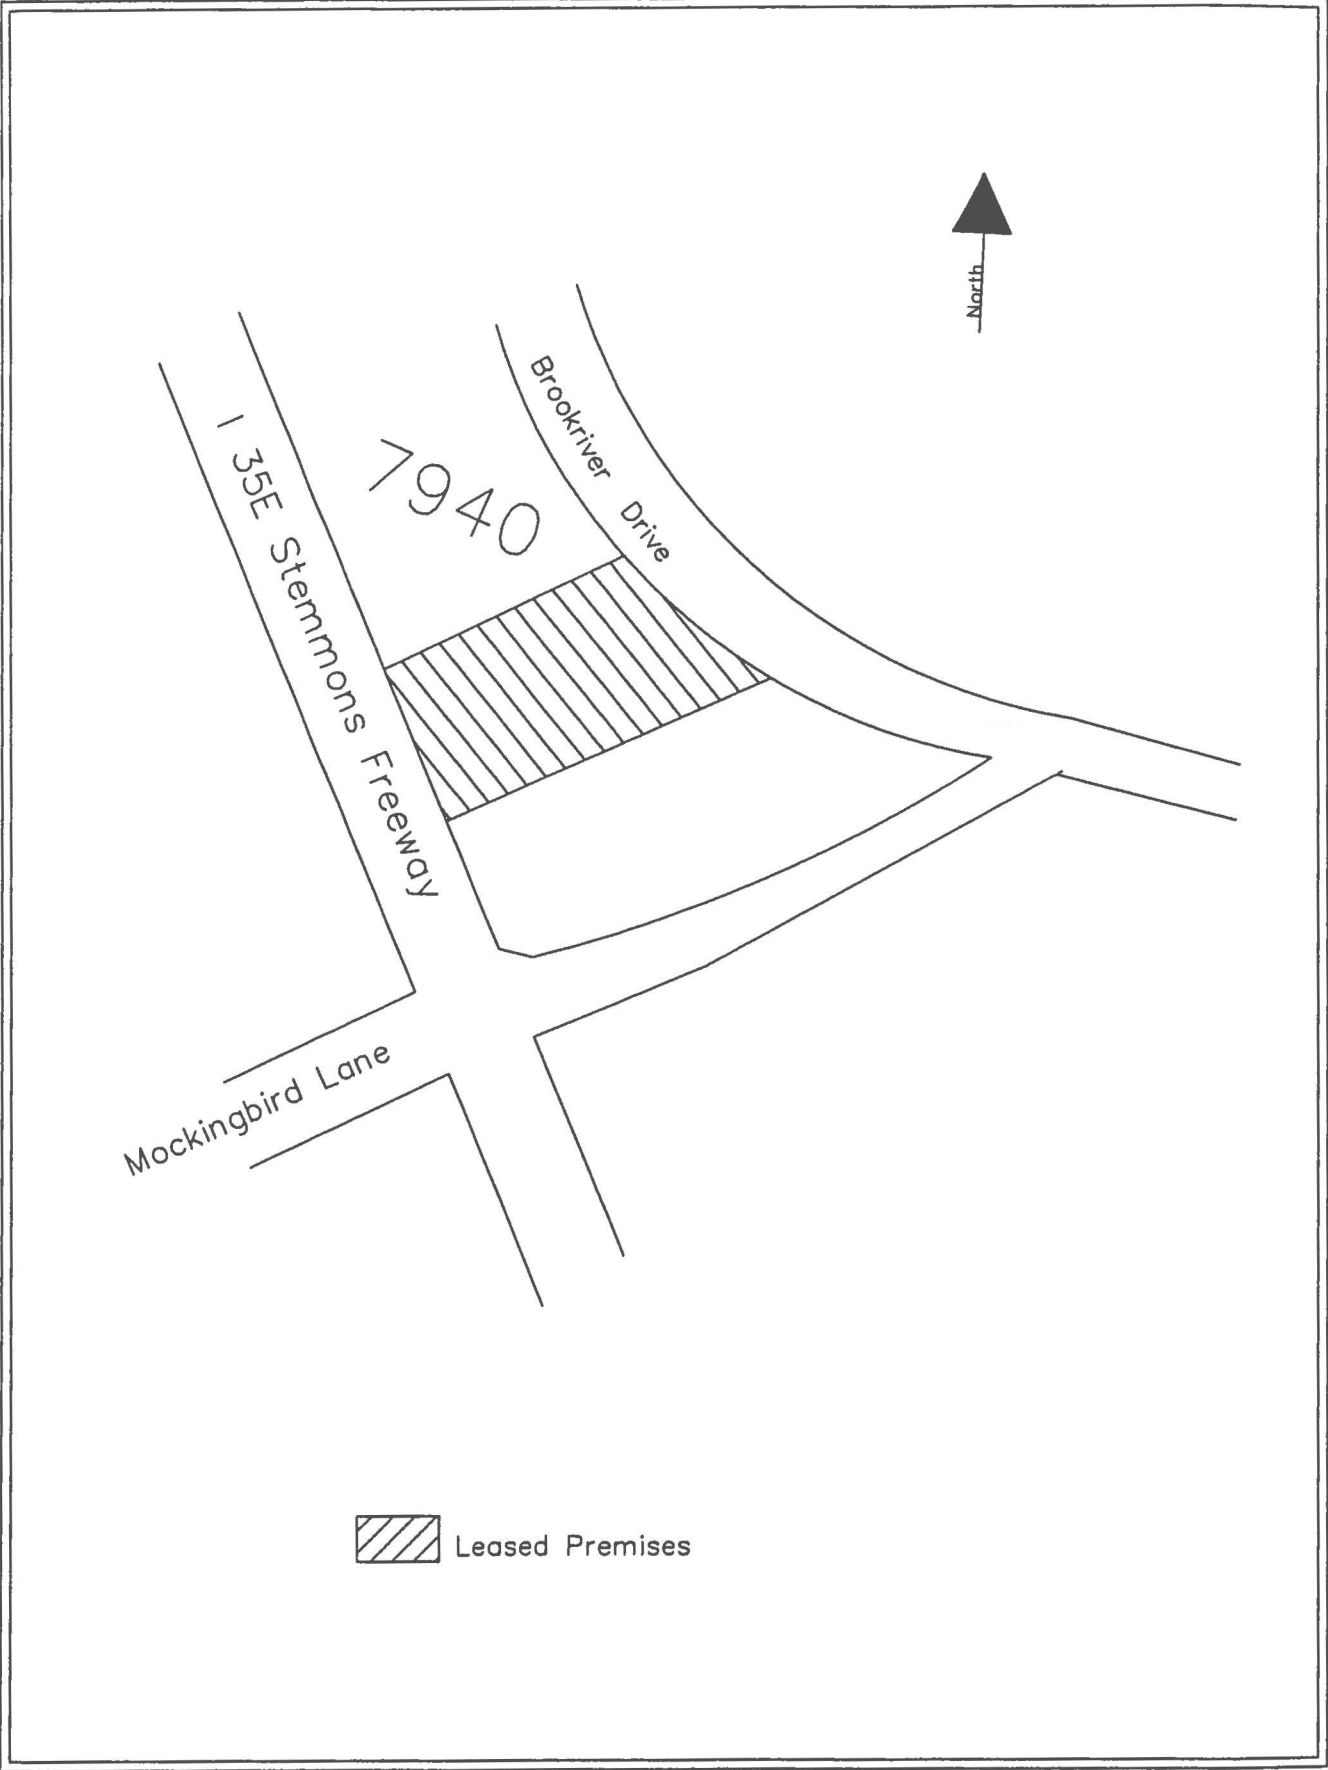 North
Brookriver Drive
I 35E Stemmons Freeway
7940
Mockingbird Lane
Leased Premises